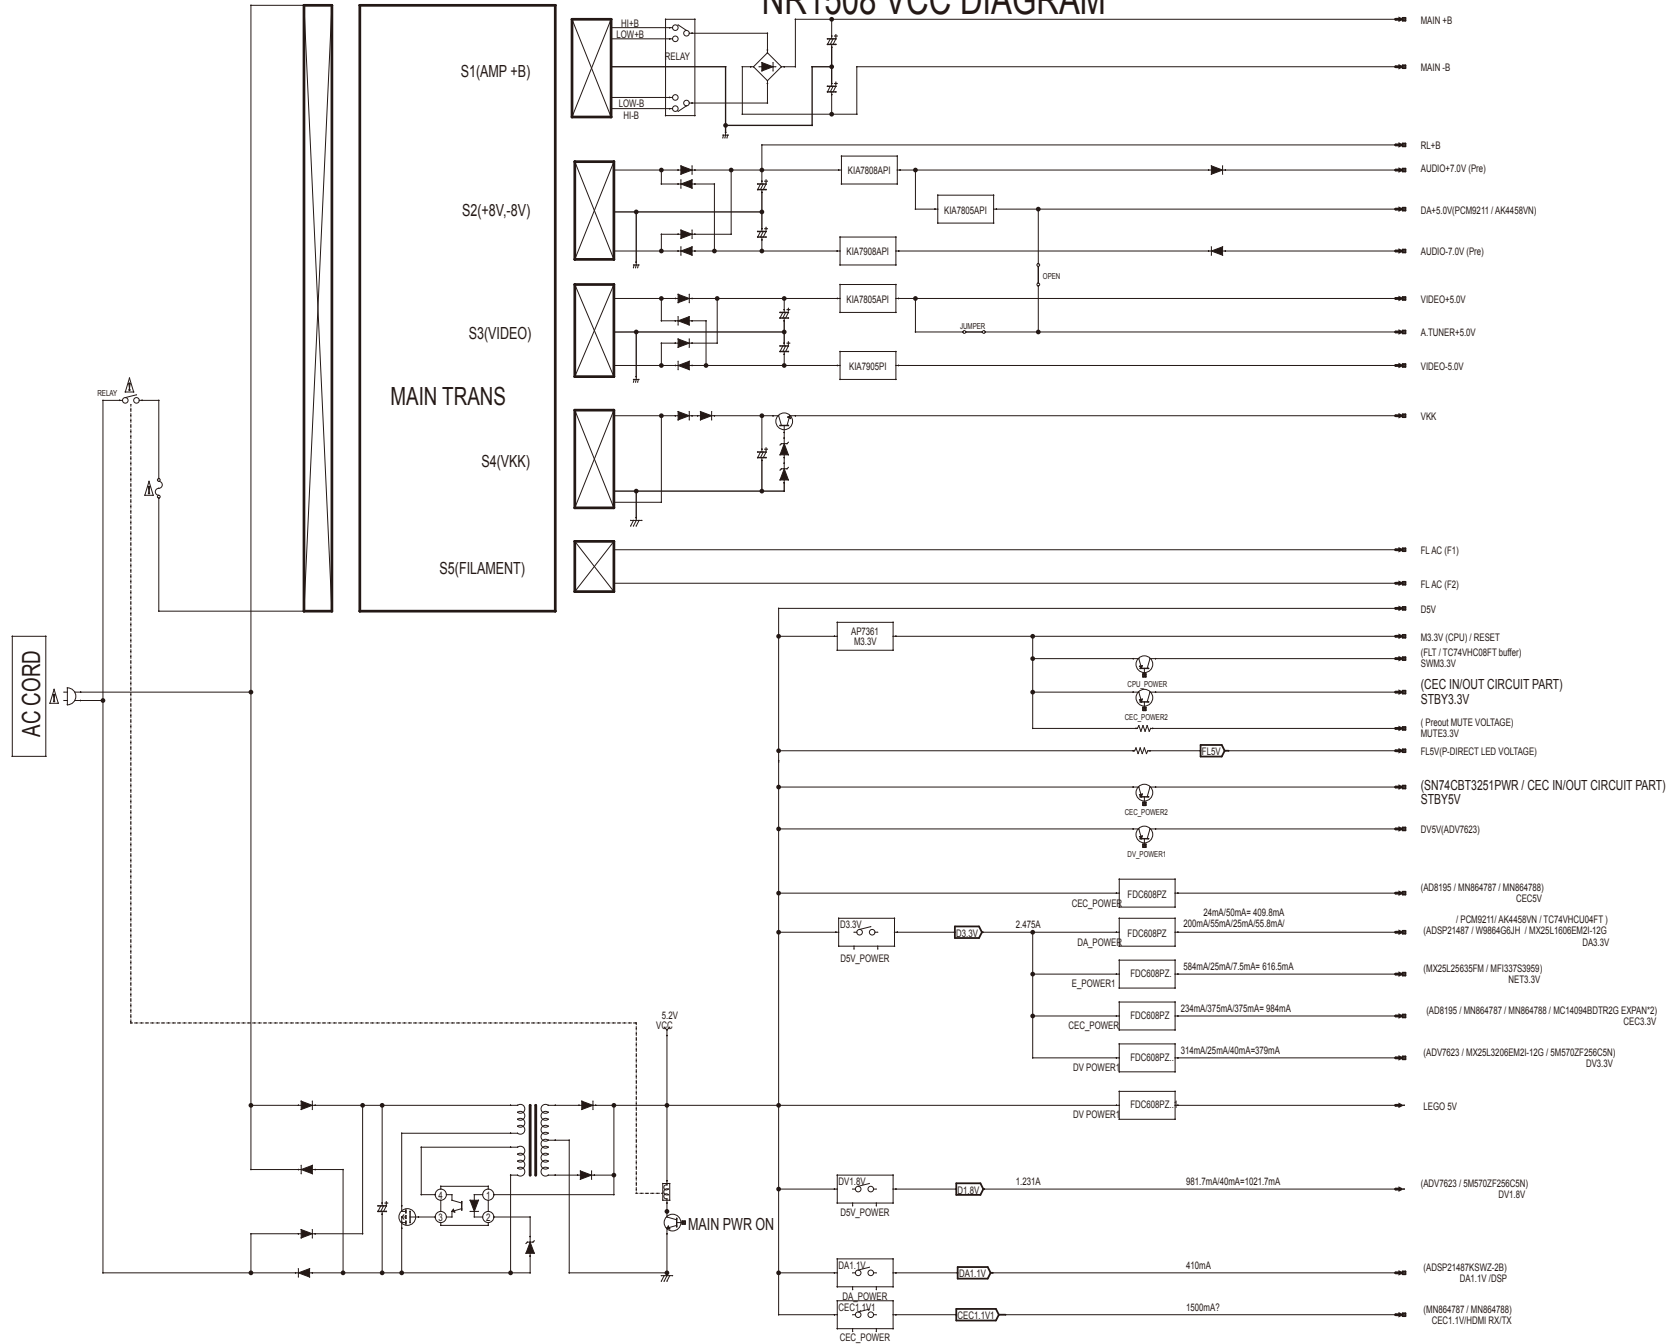 NR1508 VCC DIAGRAM
HI+B
LOW+B
RELAY
LOW-B
HI-B
MAIN +B
MAIN -B
S1(AMP +B)
RL+B
KIA7808API
AUDIO+7.0V (Pre)
KIA7805API
DA+5.0V(PCM9211 / AK4458VN)
S2(+8V,-8V)
KIA7908API
AUDIO-7.0V (Pre)
OPEN
KIA7805API
VIDEO+5.0V
JUMPER
A.TUNER+5.0V
S3(VIDEO)
KIA7905PI
VIDEO-5.0V
MAIN TRANS
RELAY
VKK
S4(VKK)
S5(FILAMENT)
FL AC (F1)
FL AC (F2)
D5V
AP7361
M3.3V
M3.3V (CPU) / RESET
(FLT / TC74VHC08FT buffer)
SWM3.3V
CPU_POWER
(CEC IN/OUT CIRCUIT PART)
STBY3.3V
CEC_POWER2
( Preout MUTE VOLTAGE)
MUTE3.3V
FL5V
FL5V(P-DIRECT LED VOLTAGE)
AC CORD
(SN74CBT3251PWR / CEC IN/OUT CIRCUIT PART)
STBY5V
CEC_POWER2
DV5V(ADV7623)
DV_POWER1
FDC608PZ
CEC_POWER
(AD8195 / MN864787 / MN864788)
CEC5V
D3.3V
D5V_POWER
D3.3V
2.475A
FDC608PZ
DA_POWER
24mA/50mA= 409.8mA
200mA/55mA/25mA/55.8mA/
/ PCM9211/ AK4458VN / TC74VHCU04FT )
(ADSP21487 / W9864G6JH / MX25L1606EM2I-12G
DA3.3V
FDC608PZ.
E_POWER1
584mA/25mA/7.5mA= 616.5mA
(MX25L25635FM / MFI337S3959)
NET3.3V
FDC608PZ
CEC_POWER
234mA/375mA/375mA= 984mA
(AD8195 / MN864787 / MN864788 / MC14094BDTR2G EXPAN*2)
CEC3.3V
FDC608PZ..
DV POWER1
314mA/25mA/40mA=379mA
(ADV7623 / MX25L3206EM2I-12G / 5M570ZF256C5N)
DV3.3V
5.2V
VCC
FDC608PZ..
DV POWER1
LEGO 5V
4
1
3
2
MAIN PWR ON
DV1.8V
D5V_POWER
D1.8V
1.231A
981.7mA/40mA=1021.7mA
(ADV7623 / 5M570ZF256C5N)
DV1.8V
DA1.1V
DA_POWER
DA1.1V
410mA
(ADSP21487KSWZ-2B)
DA1.1V /DSP
CEC1.1V1
CEC_POWER
CEC1.1V1
1500mA?
(MN864787 / MN864788)
CEC1.1V/HDMI RX/TX